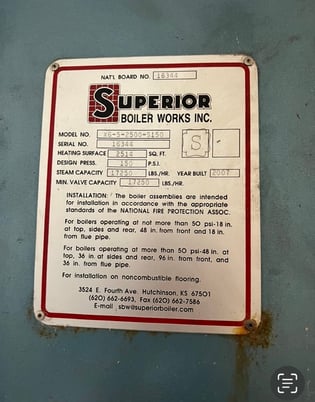 NAT'L BOARD NO. 16344
SUPERIOR
BOILER WORKS INC.
MODEL NO. X6-5-2500-S150
SERIAL NO. 16344
HEATING SURFACE 2514 SQ. FT.
DESIGN PRESS. 150 P.S.I.
STEAM CAPACITY 17250 LBS./HR. YEAR BUILT 2007
MIN. VALVE CAPACITY 17250 LBS./HR.
S
INSTALLATION: The boiler assemblies are intended
for installation in accordance with the appropriate
standards of the NATIONAL FIRE PROTECTION ASSOC.
For boilers operating at not more than 50 psi-18 in.
at top, sides and rear, 48 in. from front and 18 in.
from flue pipe.
For boilers operating at more than 50 psi-48 in. at
top, 36 in. at sides and rear, 96 in. from front, and
36 in. from flue pipe.
For installation on noncombustible flooring.
3524 E. Fourth Ave. Hutchinson, KS 67501
(620) 662-6693, Fax (620) 662-7586
E-mail: sbw@superiorboiler.com